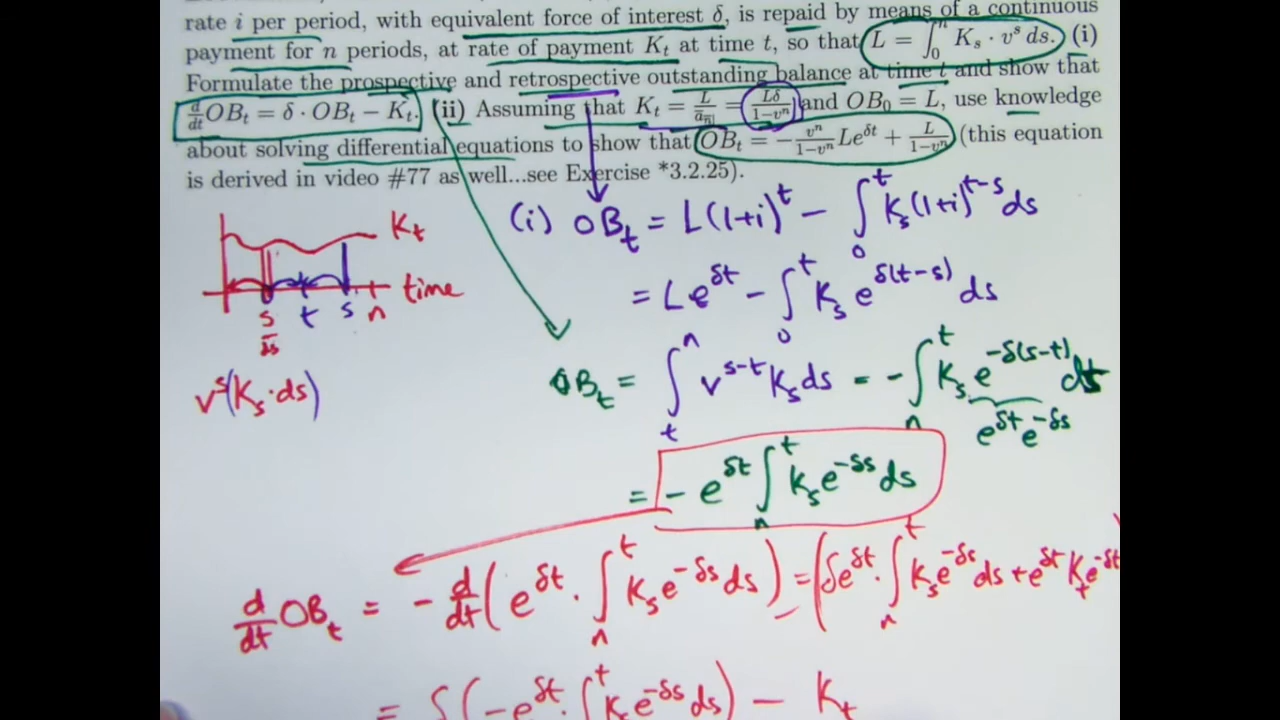 rate i per period, with equivalent force of interest δ, is repaid by means of a continuous
payment for n periods, at rate of payment K_t at time t, so that L = ∫_0^n K_s · v^s ds. (i)
Formulate the prospective and retrospective outstanding balance at time t and show that
d/dt OB_t = δ · OB_t − K_t. (ii) Assuming that K_t = L/ā_n| = Lδ/(1−v^n) and OB_0 = L, use knowledge
about solving differential equations to show that OB_t = −v^n/(1−v^n) Le^{δt} + L/(1−v^n) (this equation
is derived in video #77 as well...see Exercise *3.2.25).
(i) OB_t = L(1+i)^t − ∫_0^t K_s(1+i)^{t−s} ds
K_t
= Le^{δt} − ∫_0^t K_s e^{δ(t−s)} ds
time
s t s n
ds
OB_t = ∫_t^n v^{s−t} K_s ds = −∫_n^t K_s e^{−δ(s−t)} ds
v^s(K_s·ds)
e^{δt} e^{−δs}
= −e^{δt} ∫_n^t K_s e^{−δs} ds
d/dt OB_t = −d/dt(e^{δt} · ∫_n^t K_s e^{−δs} ds) = −(δe^{δt} · ∫_n^t K_s e^{−δs} ds + e^{δt} K_t e^{−δt})
= δ(−e^{δt} · ∫^t K_s e^{−δs} ds) − K_t